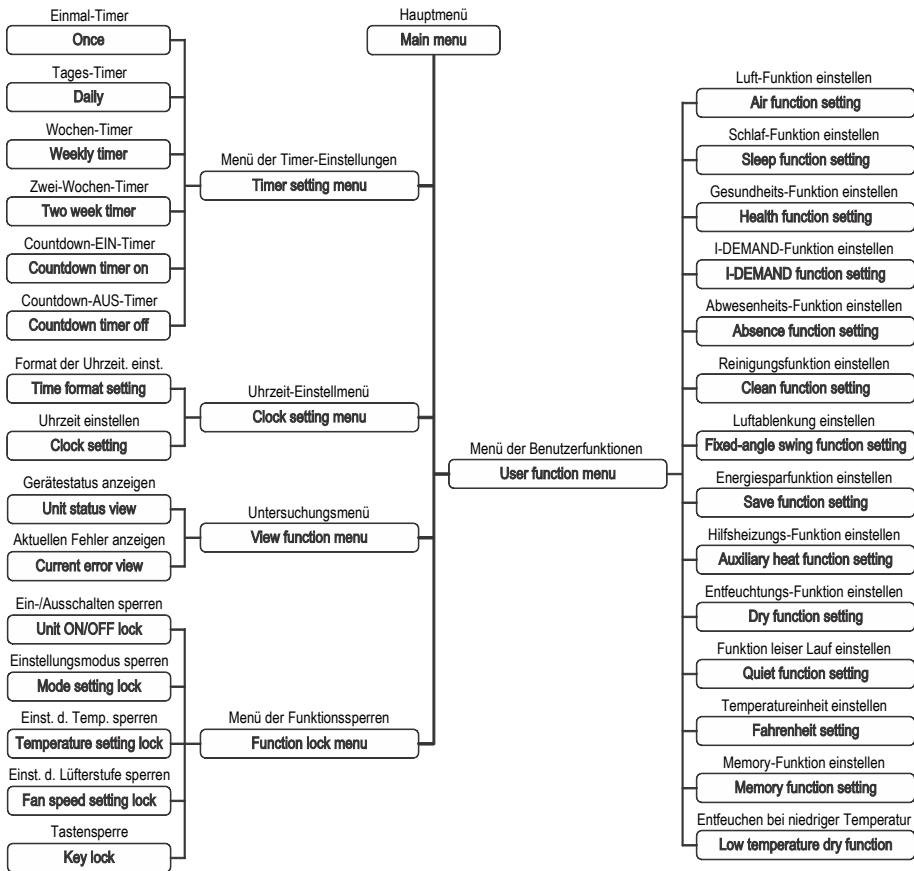 Hauptmenü
Main menu
Einmal-Timer
Once
Tages-Timer
Daily
Wochen-Timer
Weekly timer
Zwei-Wochen-Timer
Two week timer
Countdown-EIN-Timer
Countdown timer on
Countdown-AUS-Timer
Countdown timer off
Menü der Timer-Einstellungen
Timer setting menu
Format der Uhrzeit. einst.
Time format setting
Uhrzeit einstellen
Clock setting
Uhrzeit-Einstellmenü
Clock setting menu
Gerätestatus anzeigen
Unit status view
Aktuellen Fehler anzeigen
Current error view
Untersuchungsmenü
View function menu
Ein-/Ausschalten sperren
Unit ON/OFF lock
Einstellungsmodus sperren
Mode setting lock
Einst. d. Temp. sperren
Temperature setting lock
Einst. d. Lüfterstufe sperren
Fan speed setting lock
Tastensperre
Key lock
Menü der Funktionssperren
Function lock menu
Menü der Benutzerfunktionen
User function menu
Luft-Funktion einstellen
Air function setting
Schlaf-Funktion einstellen
Sleep function setting
Gesundheits-Funktion einstellen
Health function setting
I-DEMAND-Funktion einstellen
I-DEMAND function setting
Abwesenheits-Funktion einstellen
Absence function setting
Reinigungsfunktion einstellen
Clean function setting
Luftablenkung einstellen
Fixed-angle swing function setting
Energiesparfunktion einstellen
Save function setting
Hilfsheizungs-Funktion einstellen
Auxiliary heat function setting
Entfeuchtungs-Funktion einstellen
Dry function setting
Funktion leiser Lauf einstellen
Quiet function setting
Temperatureinheit einstellen
Fahrenheit setting
Memory-Funktion einstellen
Memory function setting
Entfeuchen bei niedriger Temperatur
Low temperature dry function